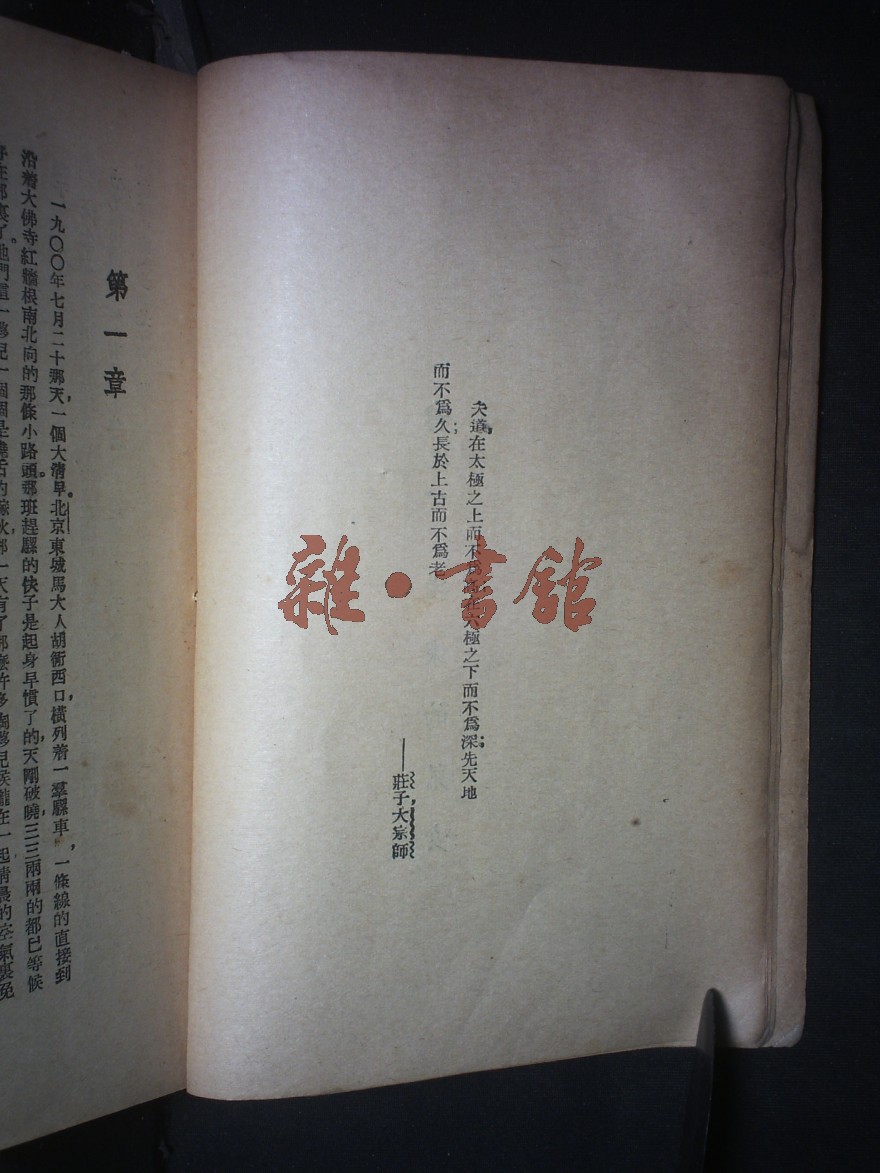 夫道,在太極之上而不爲高;在六極之下而不爲深;先天地
而不爲久;長於上古而不爲老
——莊子,大宗師
雜·書館
第一章
一九〇〇年七月二十那天,一個大清早。北京東城馬大人胡衕西口橫列着一羣騾車,一條線的直接到
沿着大佛寺紅牆根南北向的那條小路頭。那班趕騾的快子是起身早慣了的,天剛破曉,三三兩兩的都已等候